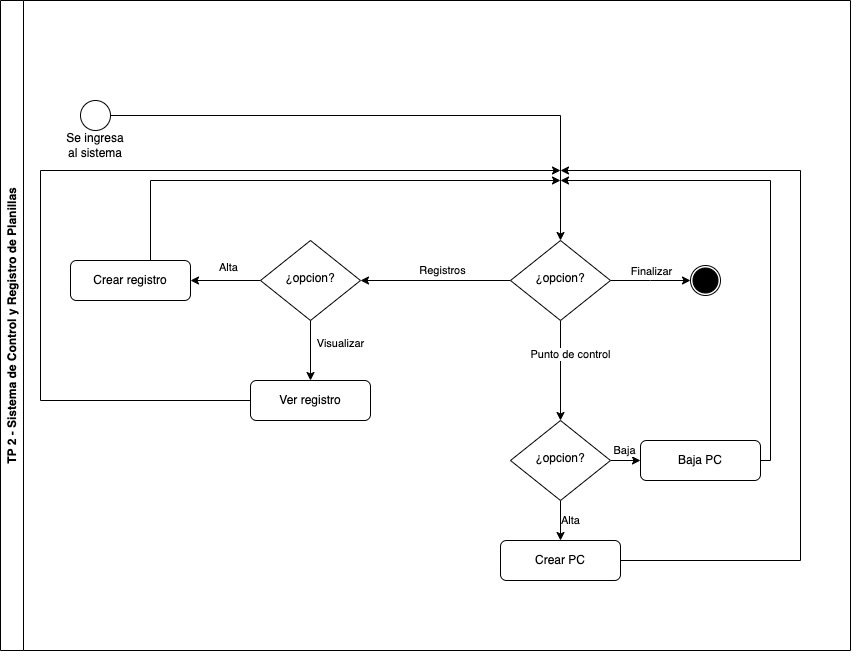 TP 2 - Sistema de Control y Registro de Planillas
Se ingresa
al sistema
Crear registro
Alta
¿opcion?
Registros
¿opcion?
Finalizar
Visualizar
Punto de control
Ver registro
¿opcion?
Baja
Baja PC
Alta
Crear PC